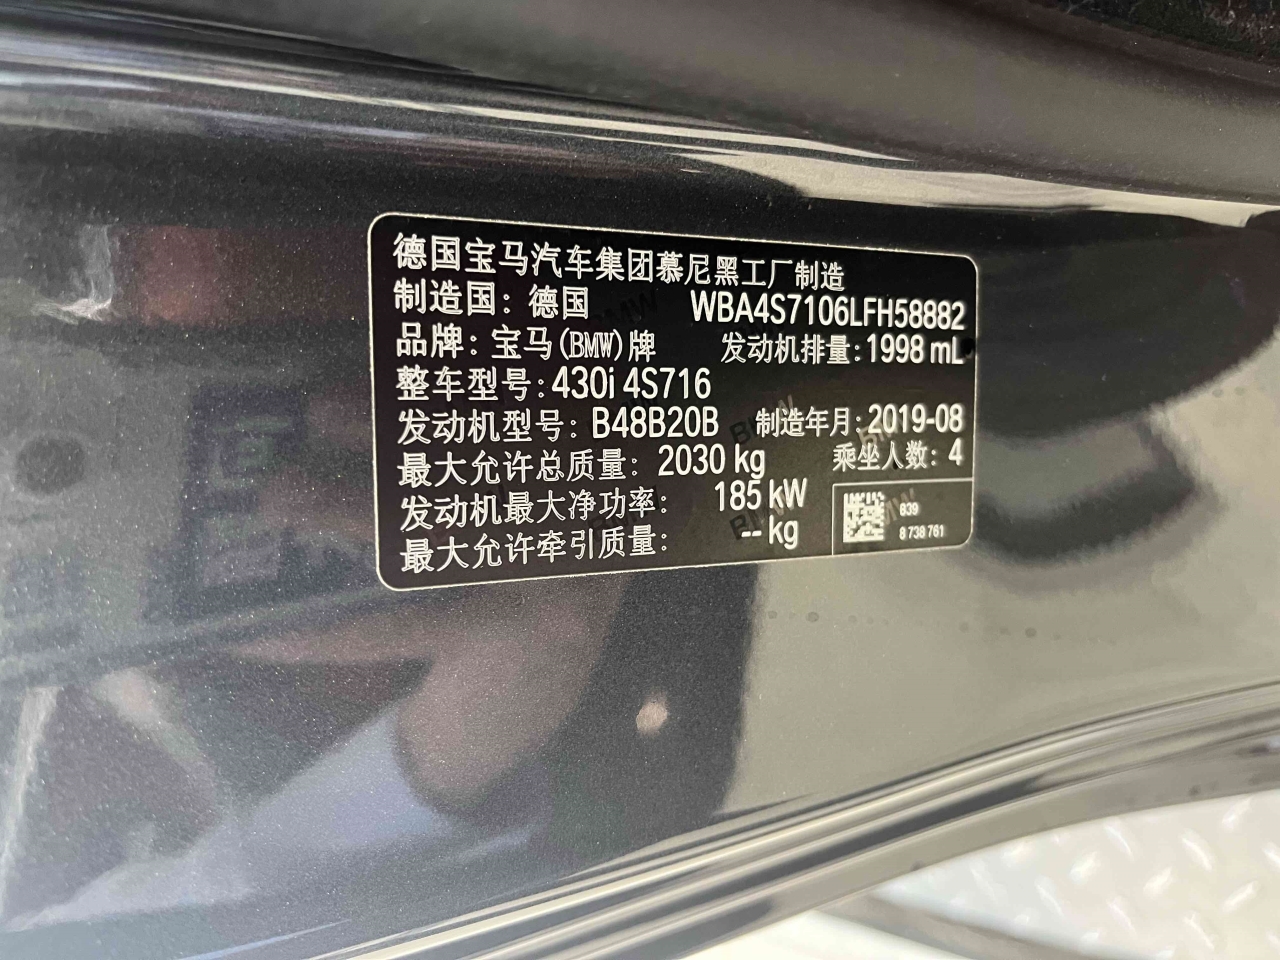 德国宝马汽车集团慕尼黑工厂制造
制造国：德国 WBA4S7106LFH58882
品牌：宝马(BMW)牌 发动机排量：1998 mL
整车型号：430i 4S716
发动机型号：B48B20B 制造年月：2019-08
最大允许总质量：2030 kg 乘坐人数：4
发动机最大净功率：185 kW
最大允许牵引质量：-- kg
839
8 738 761